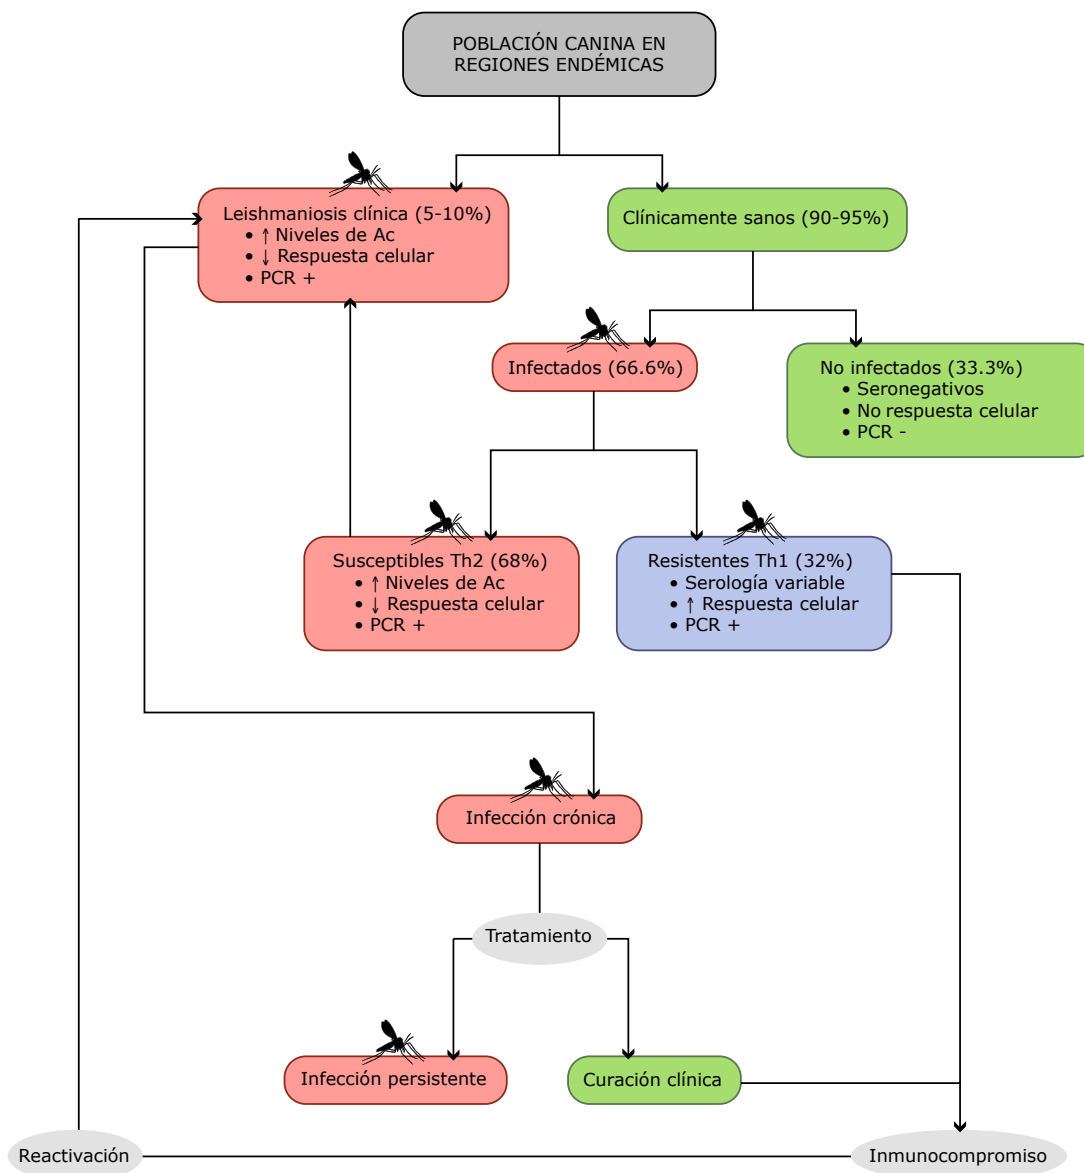 POBLACIÓN CANINA EN
REGIONES ENDÉMICAS
Leishmaniosis clínica (5-10%)
• ↑ Niveles de Ac
• ↓ Respuesta celular
• PCR +
Clínicamente sanos (90-95%)
Infectados (66.6%)
No infectados (33.3%)
• Seronegativos
• No respuesta celular
• PCR -
Susceptibles Th2 (68%)
• ↑ Niveles de Ac
• ↓ Respuesta celular
• PCR +
Resistentes Th1 (32%)
• Serología variable
• ↑ Respuesta celular
• PCR +
Infección crónica
Tratamiento
Infección persistente
Curación clínica
Reactivación
Inmunocompromiso